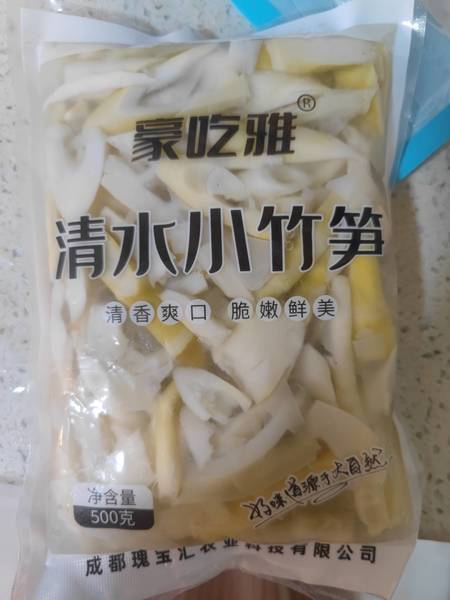 豪吃雅®
清水小竹笋
清香爽口 脆嫩鲜美
净含量
500克
好味道源于大自然
成都瑰宝汇农业科技有限公司